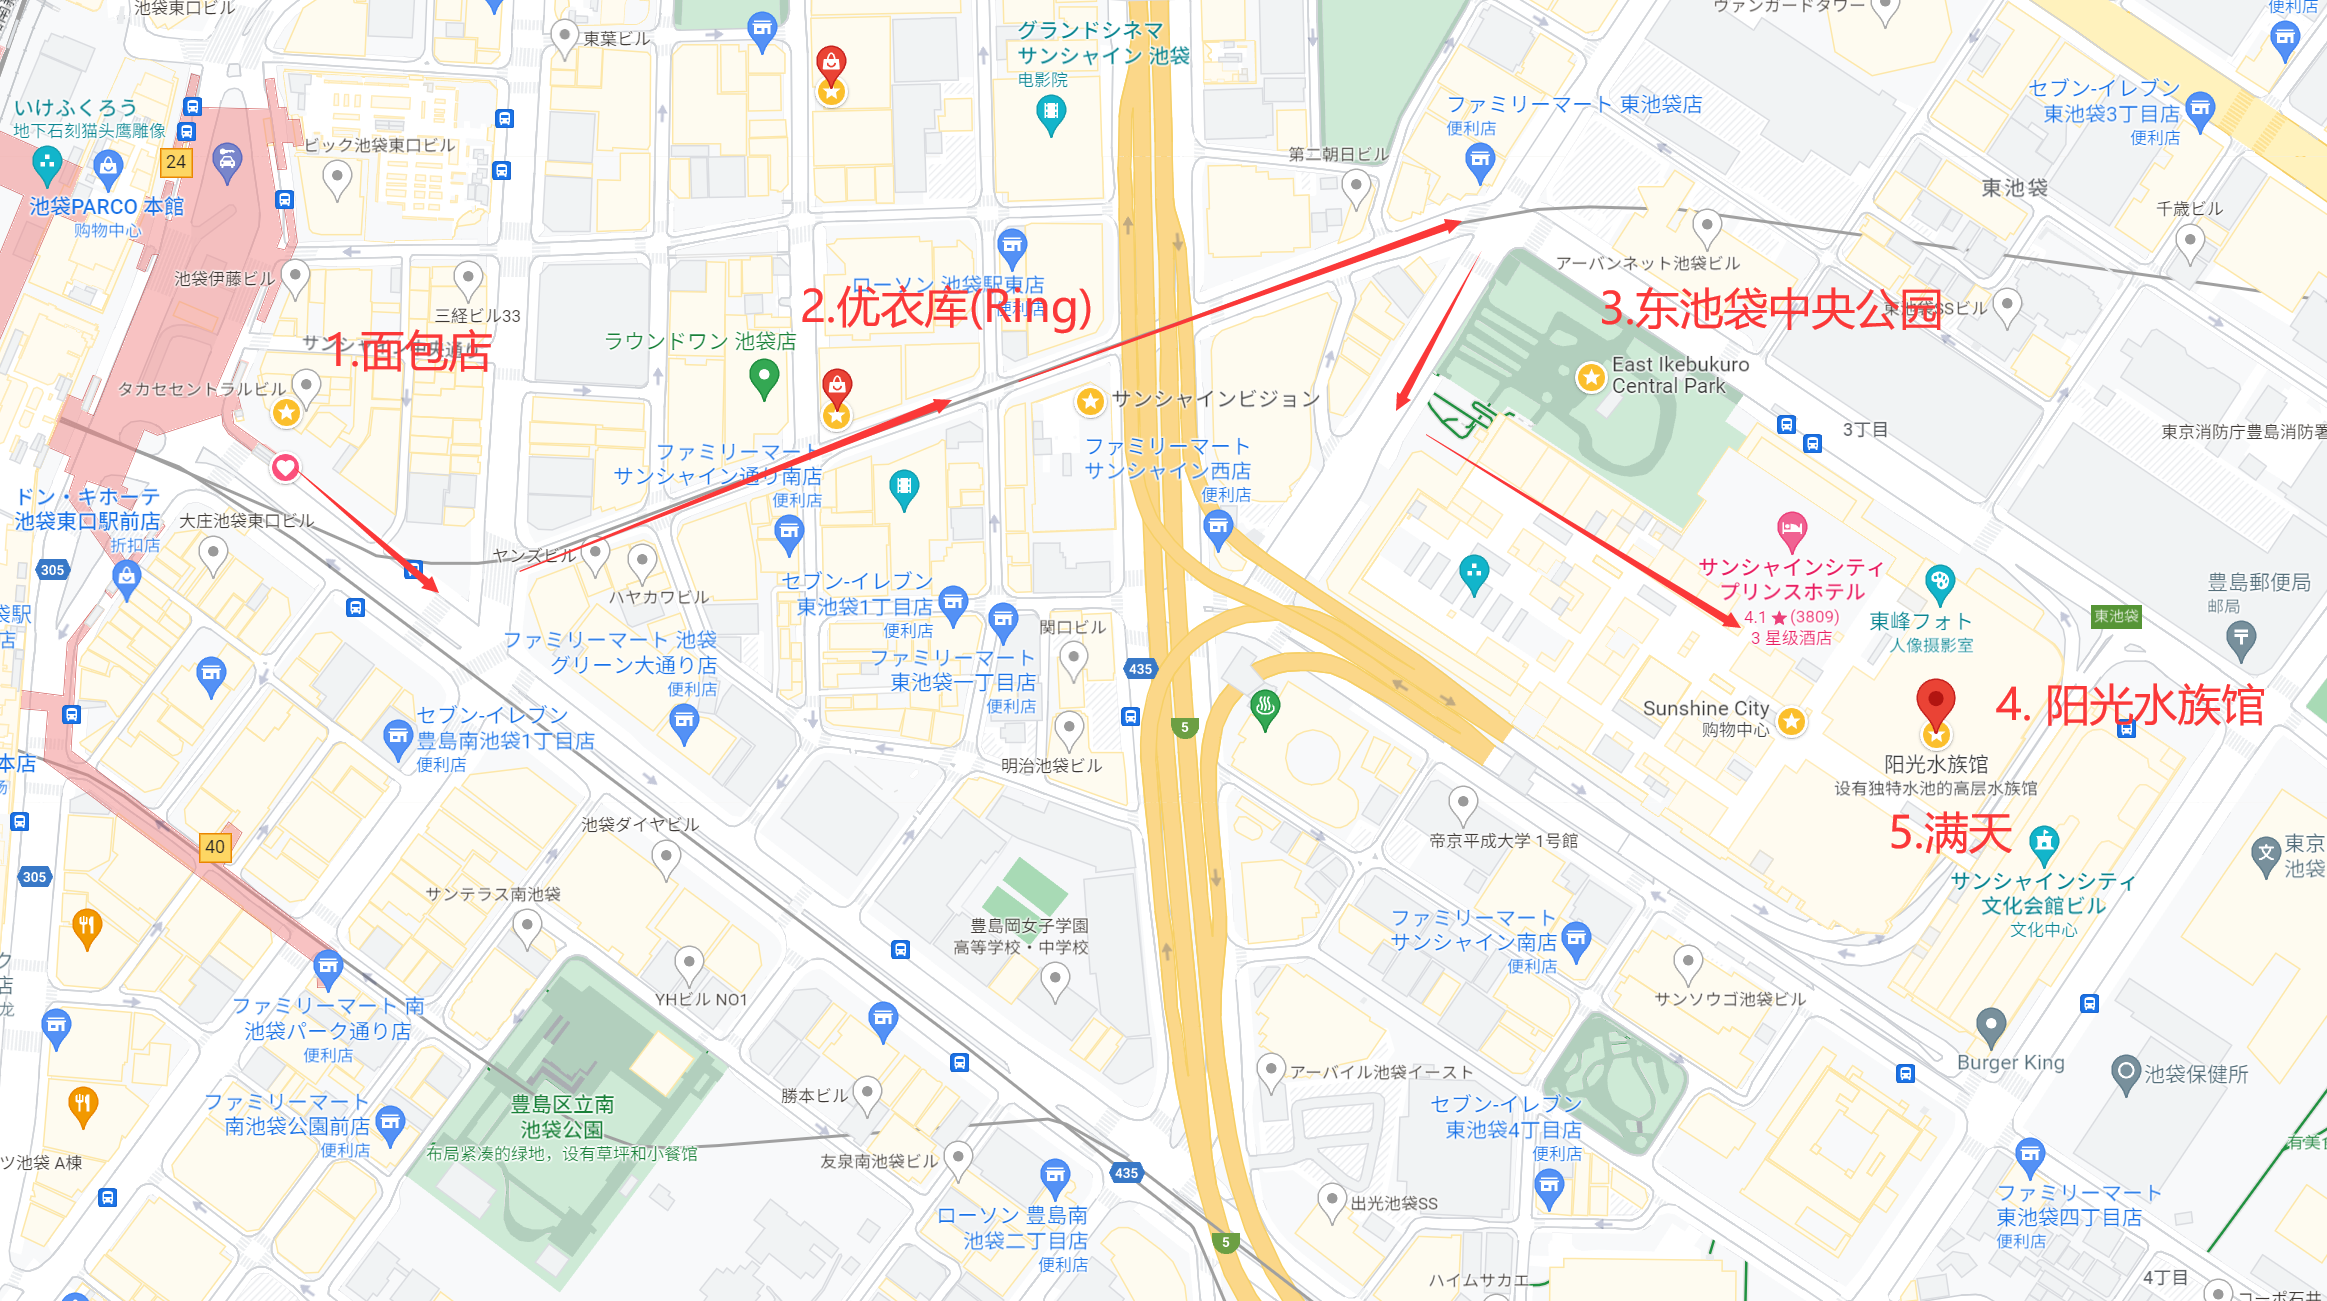 池袋東口ビル
東葉ビル
グランドシネマ
サンシャイン 池袋
电影院
ヴァンガードタワー
便利店
いけふくろう
地下石刻猫头鹰雕像
24
ビック池袋東口ビル
池袋PARCO 本館
购物中心
ファミリーマート 東池袋店
便利店
第二朝日ビル
セブン-イレブン
東池袋3丁目店
便利店
東池袋
千歳ビル
池袋伊藤ビル
三経ビル33
1.面包店
タカセセントラルビル
ローソン 池袋駅東店
2.优衣库(Ring)
ラウンドワン 池袋店
アーバンネット池袋ビル
3.东池袋中央公园
East Ikebukuro
Central Park
サンシャインビジョン
3丁目
東京消防庁豊島消防署
ファミリーマート
サンシャイン通り南店
便利店
ファミリーマート
サンシャイン西店
便利店
ドン・キホーテ
池袋東口駅前店
折扣店
大庄池袋東口ビル
305
ヤンズビル
ハヤカワビル
セブン-イレブン
東池袋1丁目店
便利店
関口ビル
サンシャインシティ
プリンスホテル
4.1 ★ (3809)
3 星级酒店
東峰フォト
人像摄影室
豊島郵便局
邮局
東池袋
袋駅
店
ファミリーマート 池袋
グリーン大通り店
便利店
ファミリーマート
東池袋一丁目店
便利店
435
5
Sunshine City
购物中心
4. 阳光水族馆
阳光水族馆
设有独特水池的高层水族馆
セブン-イレブン
豊島南池袋1丁目店
便利店
本店
明治池袋ビル
池袋ダイヤビル
帝京平成大学 1号館
5.满天
サンシャインシティ
文化会館ビル
文化中心
東京
池袋
40
305
サンテラス南池袋
豊島岡女子学園
高等学校・中学校
ファミリーマート
サンシャイン南店
便利店
YHビル NO1
サンソウゴ池袋ビル
ファミリーマート 南
池袋パーク通り店
便利店
ク
店
龙
Burger King
池袋保健所
アーバイル池袋イースト
勝本ビル
ファミリーマート
南池袋公園前店
便利店
豊島区立南
池袋公園
布局紧凑的绿地，设有草坪和小餐馆
セブン-イレブン
東池袋4丁目店
便利店
ツ池袋 A棟
友泉南池袋ビル
435
出光池袋SS
ローソン 豊島南
池袋二丁目店
便利店
5
ファミリーマート
東池袋四丁目店
便利店
ハイムサカエ
4丁目
コーポ石井